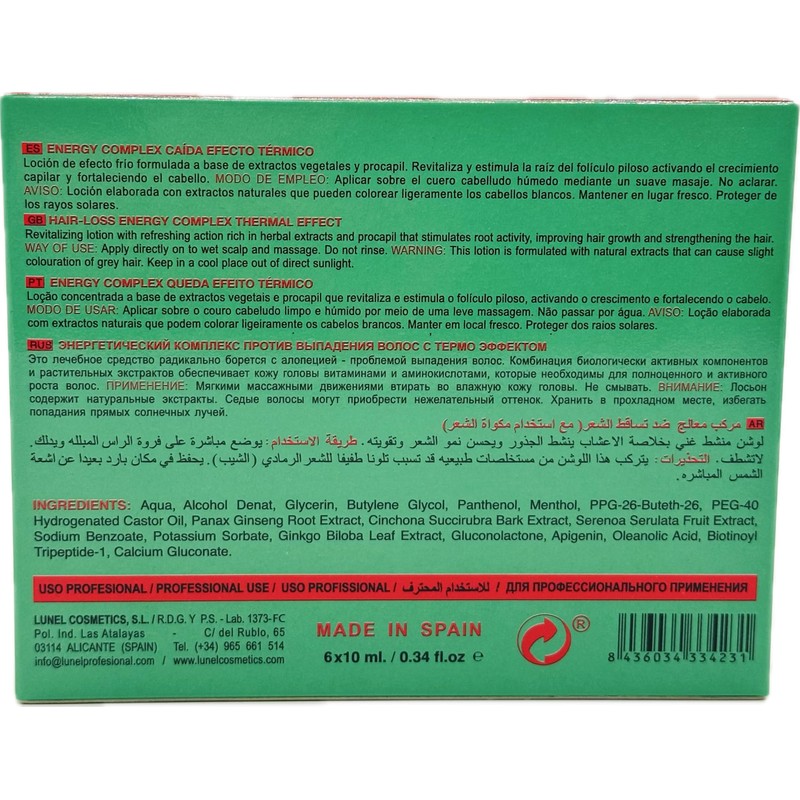 ES ENERGY COMPLEX CAÍDA EFECTO TÉRMICO
Loción de efecto frío formulada a base de extractos vegetales y procapil. Revitaliza y estimula la raíz del folículo piloso activando el crecimiento
capilar y fortaleciendo el cabello. MODO DE EMPLEO: Aplicar sobre el cuero cabelludo húmedo mediante un suave masaje. No aclarar.
AVISO: Loción elaborada con extractos naturales que pueden colorear ligeramente los cabellos blancos. Mantener en lugar fresco. Proteger de
los rayos solares.
GB HAIR-LOSS ENERGY COMPLEX THERMAL EFFECT
Revitalizing lotion with refreshing action rich in herbal extracts and procapil that stimulates root activity, improving hair growth and strengthening the hair.
WAY OF USE: Apply directly on to wet scalp and massage. Do not rinse. WARNING: This lotion is formulated with natural extracts that can cause slight
colouration of grey hair. Keep in a cool place out of direct sunlight.
PT ENERGY COMPLEX QUEDA EFEITO TÉRMICO
Loção concentrada a base de extractos vegetais e procapil que revitaliza e estimula o folículo piloso, activando o crescimento e fortalecendo o cabelo.
MODO DE USAR: Aplicar sobre o couro cabeludo limpo e húmido por meio de uma leve massagem. Não passar por água. AVISO: Loção elaborada
com extractos naturais que podem colorar ligeiramente os cabelos brancos. Manter em local fresco. Proteger dos raios solares.
RUS ЭНЕРГЕТИЧЕСКИЙ КОМПЛЕКС ПРОТИВ ВЫПАДЕНИЯ ВОЛОС С ТЕРМО ЭФФЕКТОМ
Это лечебное средство радикально борется с алопецией - проблемой выпадения волос. Комбинация биологически активных компонентов
и растительных экстрактов обеспечивает кожу головы витаминами и аминокислотами, которые необходимы для полноценного и активного
роста волос. ПРИМЕНЕНИЕ: Мягкими массажными движениями втирать во влажную кожу головы. Не смывать. ВНИМАНИЕ: Лосьон
содержит натуральные экстракты. Седые волосы могут приобрести нежелательный оттенок. Хранить в прохладном месте, избегать
попадания прямых солнечных лучей.
AR مركب معالج ضد تساقط الشعر( مع استخدام مكواة الشعر)
لوشن منشط غني بخلاصة الاعشاب ينشط الجذور ويحسن نمو الشعر وتقويته. طريقة الاستخدام: يوضع مباشرة على فروة الراس المبلله ويدلك.
لاتشطف. التحذيرات: يتركب هذا اللوشن من مستخلصات طبيعيه قد تسبب تلونا طفيفا للشعر الرمادي (الشيب). يحفظ في مكان بارد بعيدا عن اشعة
الشمس المباشره.
INGREDIENTS: Aqua, Alcohol Denat, Glycerin, Butylene Glycol, Panthenol, Menthol, PPG-26-Buteth-26, PEG-40
Hydrogenated Castor Oil, Panax Ginseng Root Extract, Cinchona Succirubra Bark Extract, Serenoa Serulata Fruit Extract,
Sodium Benzoate, Potassium Sorbate, Ginkgo Biloba Leaf Extract, Gluconolactone, Apigenin, Oleanolic Acid, Biotinoyl
Tripeptide-1, Calcium Gluconate.
USO PROFESIONAL / PROFESSIONAL USE / USO PROFISSIONAL / للاستخدام المحترف / ДЛЯ ПРОФЕССИОНАЛЬНОГО ПРИМЕНЕНИЯ
LUNEL COSMETICS, S.L. / R.D.G. Y P.S. - Lab. 1373-FC
Pol. Ind. Las Atalayas - C/ del Rublo, 65
03114 ALICANTE (SPAIN) Tel. (+34) 965 661 514
info@lunelprofesional.com / www.lunelcosmetics.com
MADE IN SPAIN
6x10 ml. / 0.34 fl.oz e
®
8 436034 334231